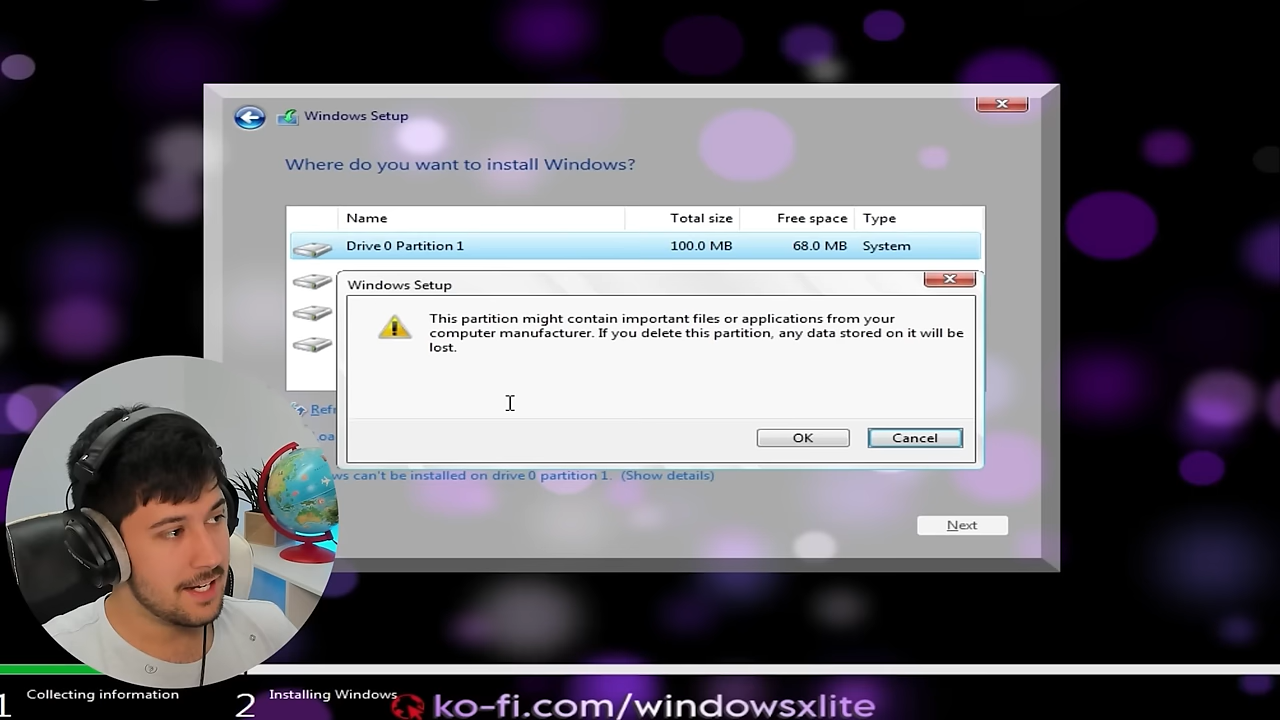 Windows Setup
Where do you want to install Windows?
Name Total size Free space Type
Drive 0 Partition 1 100.0 MB 68.0 MB System
Windows Setup
This partition might contain important files or applications from your
computer manufacturer. If you delete this partition, any data stored on it will be
lost.
OK Cancel
can't be installed on drive 0 partition 1. (Show details)
Next
1 Collecting information 2 Installing Windows
ko-fi.com/windowsxlite